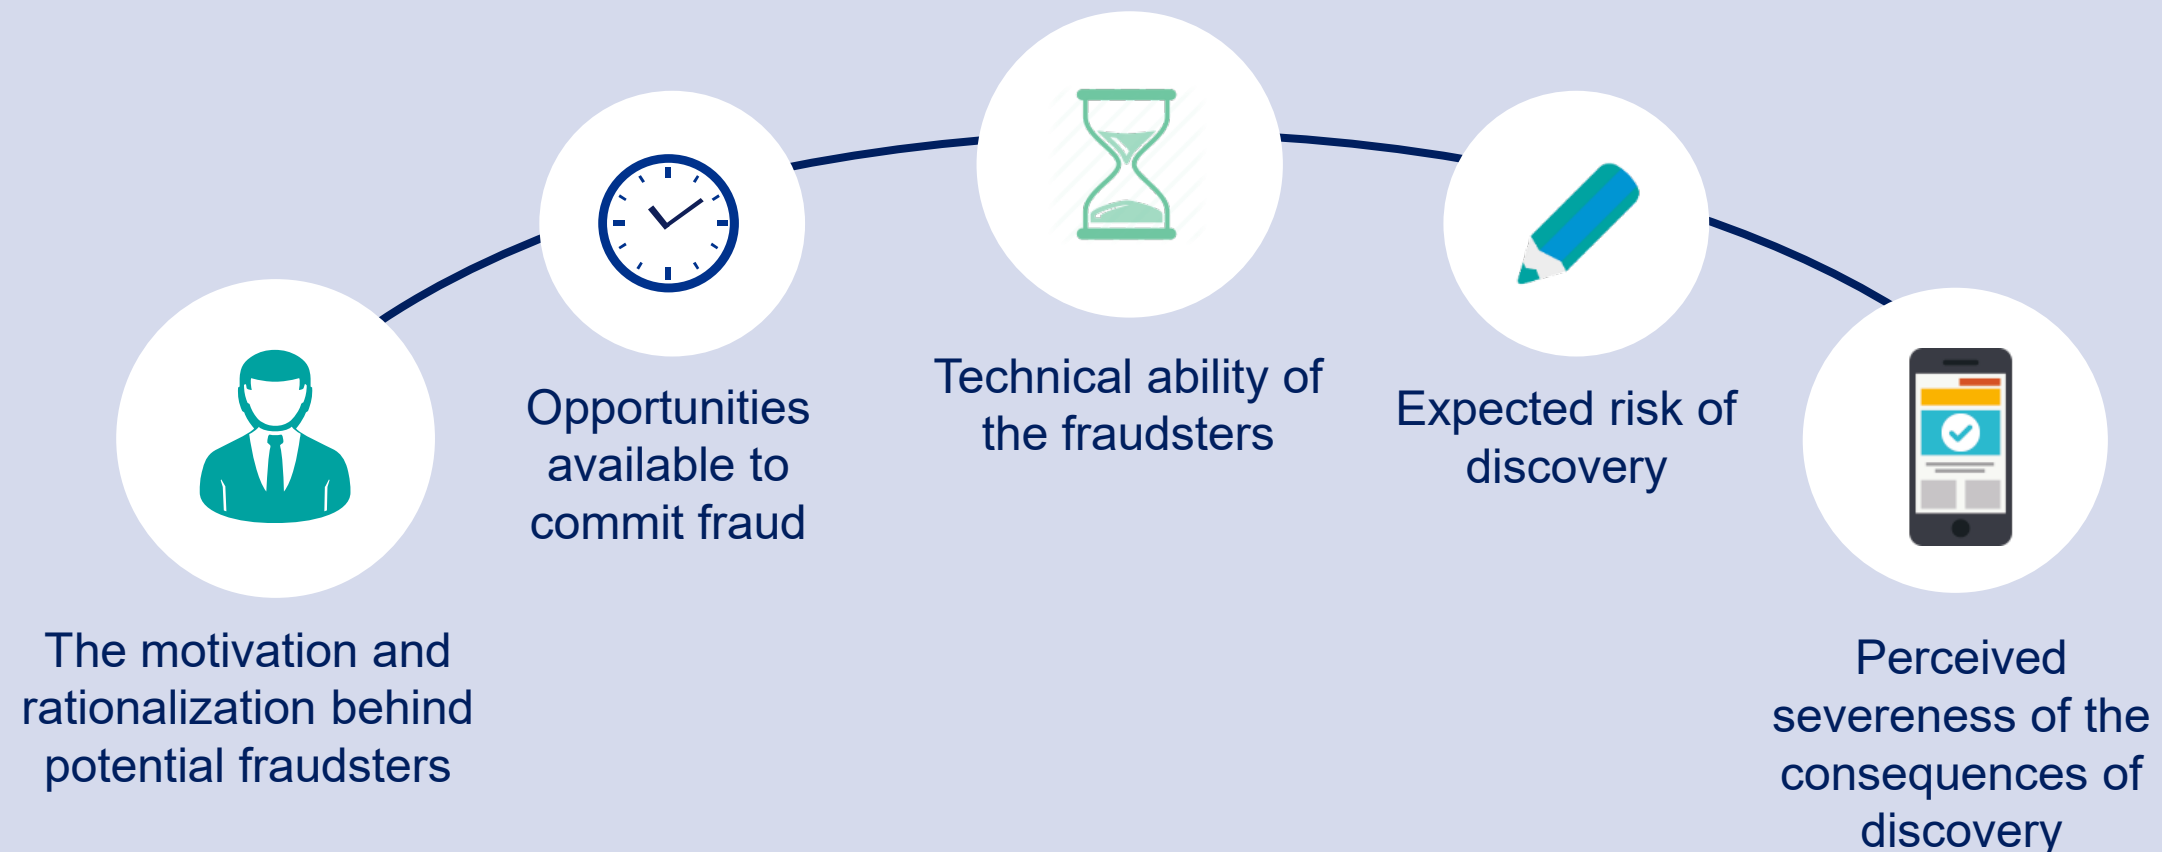 The motivation and
rationalization behind
potential fraudsters
Opportunities
available to
commit fraud
Technical ability of
the fraudsters
Expected risk of
discovery
Perceived
severeness of the
consequences of
discovery